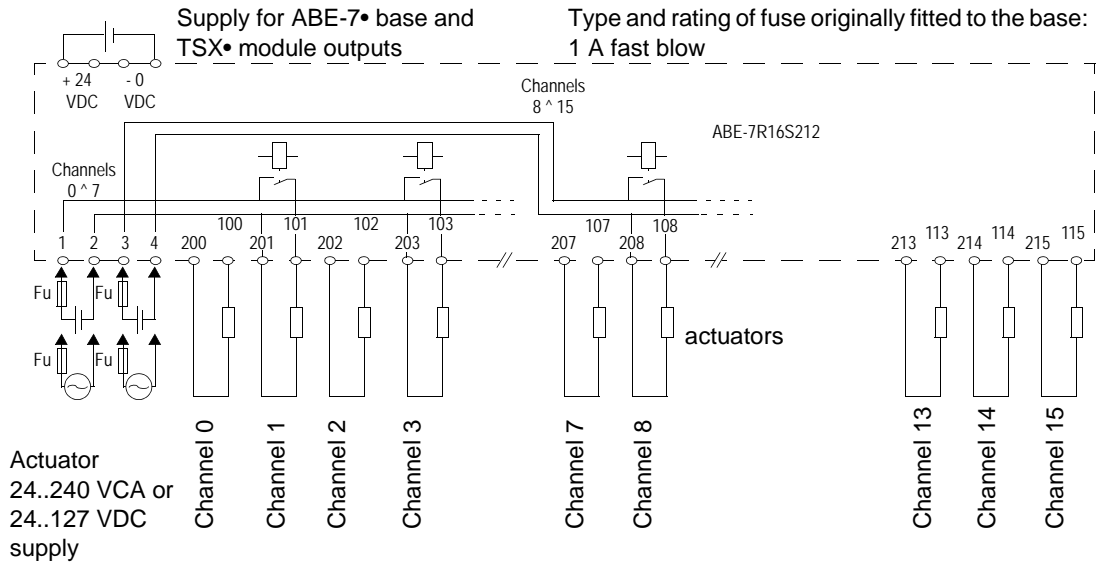 Supply for ABE-7• base and
TSX• module outputs
Type and rating of fuse originally fitted to the base:
1 A fast blow
+ 24
VDC
- 0
VDC
Channels
8 ^ 15
ABE-7R16S212
Channels
0 ^ 7
100 101 102 103 107 108 113 114 115
1 2 3 4 200 201 202 203 207 208 213 214 215
Fu Fu
Fu Fu
actuators
Channel 0
Channel 1
Channel 2
Channel 3
Channel 7
Channel 8
Channel 13
Channel 14
Channel 15
Actuator
24..240 VCA or
24..127 VDC
supply